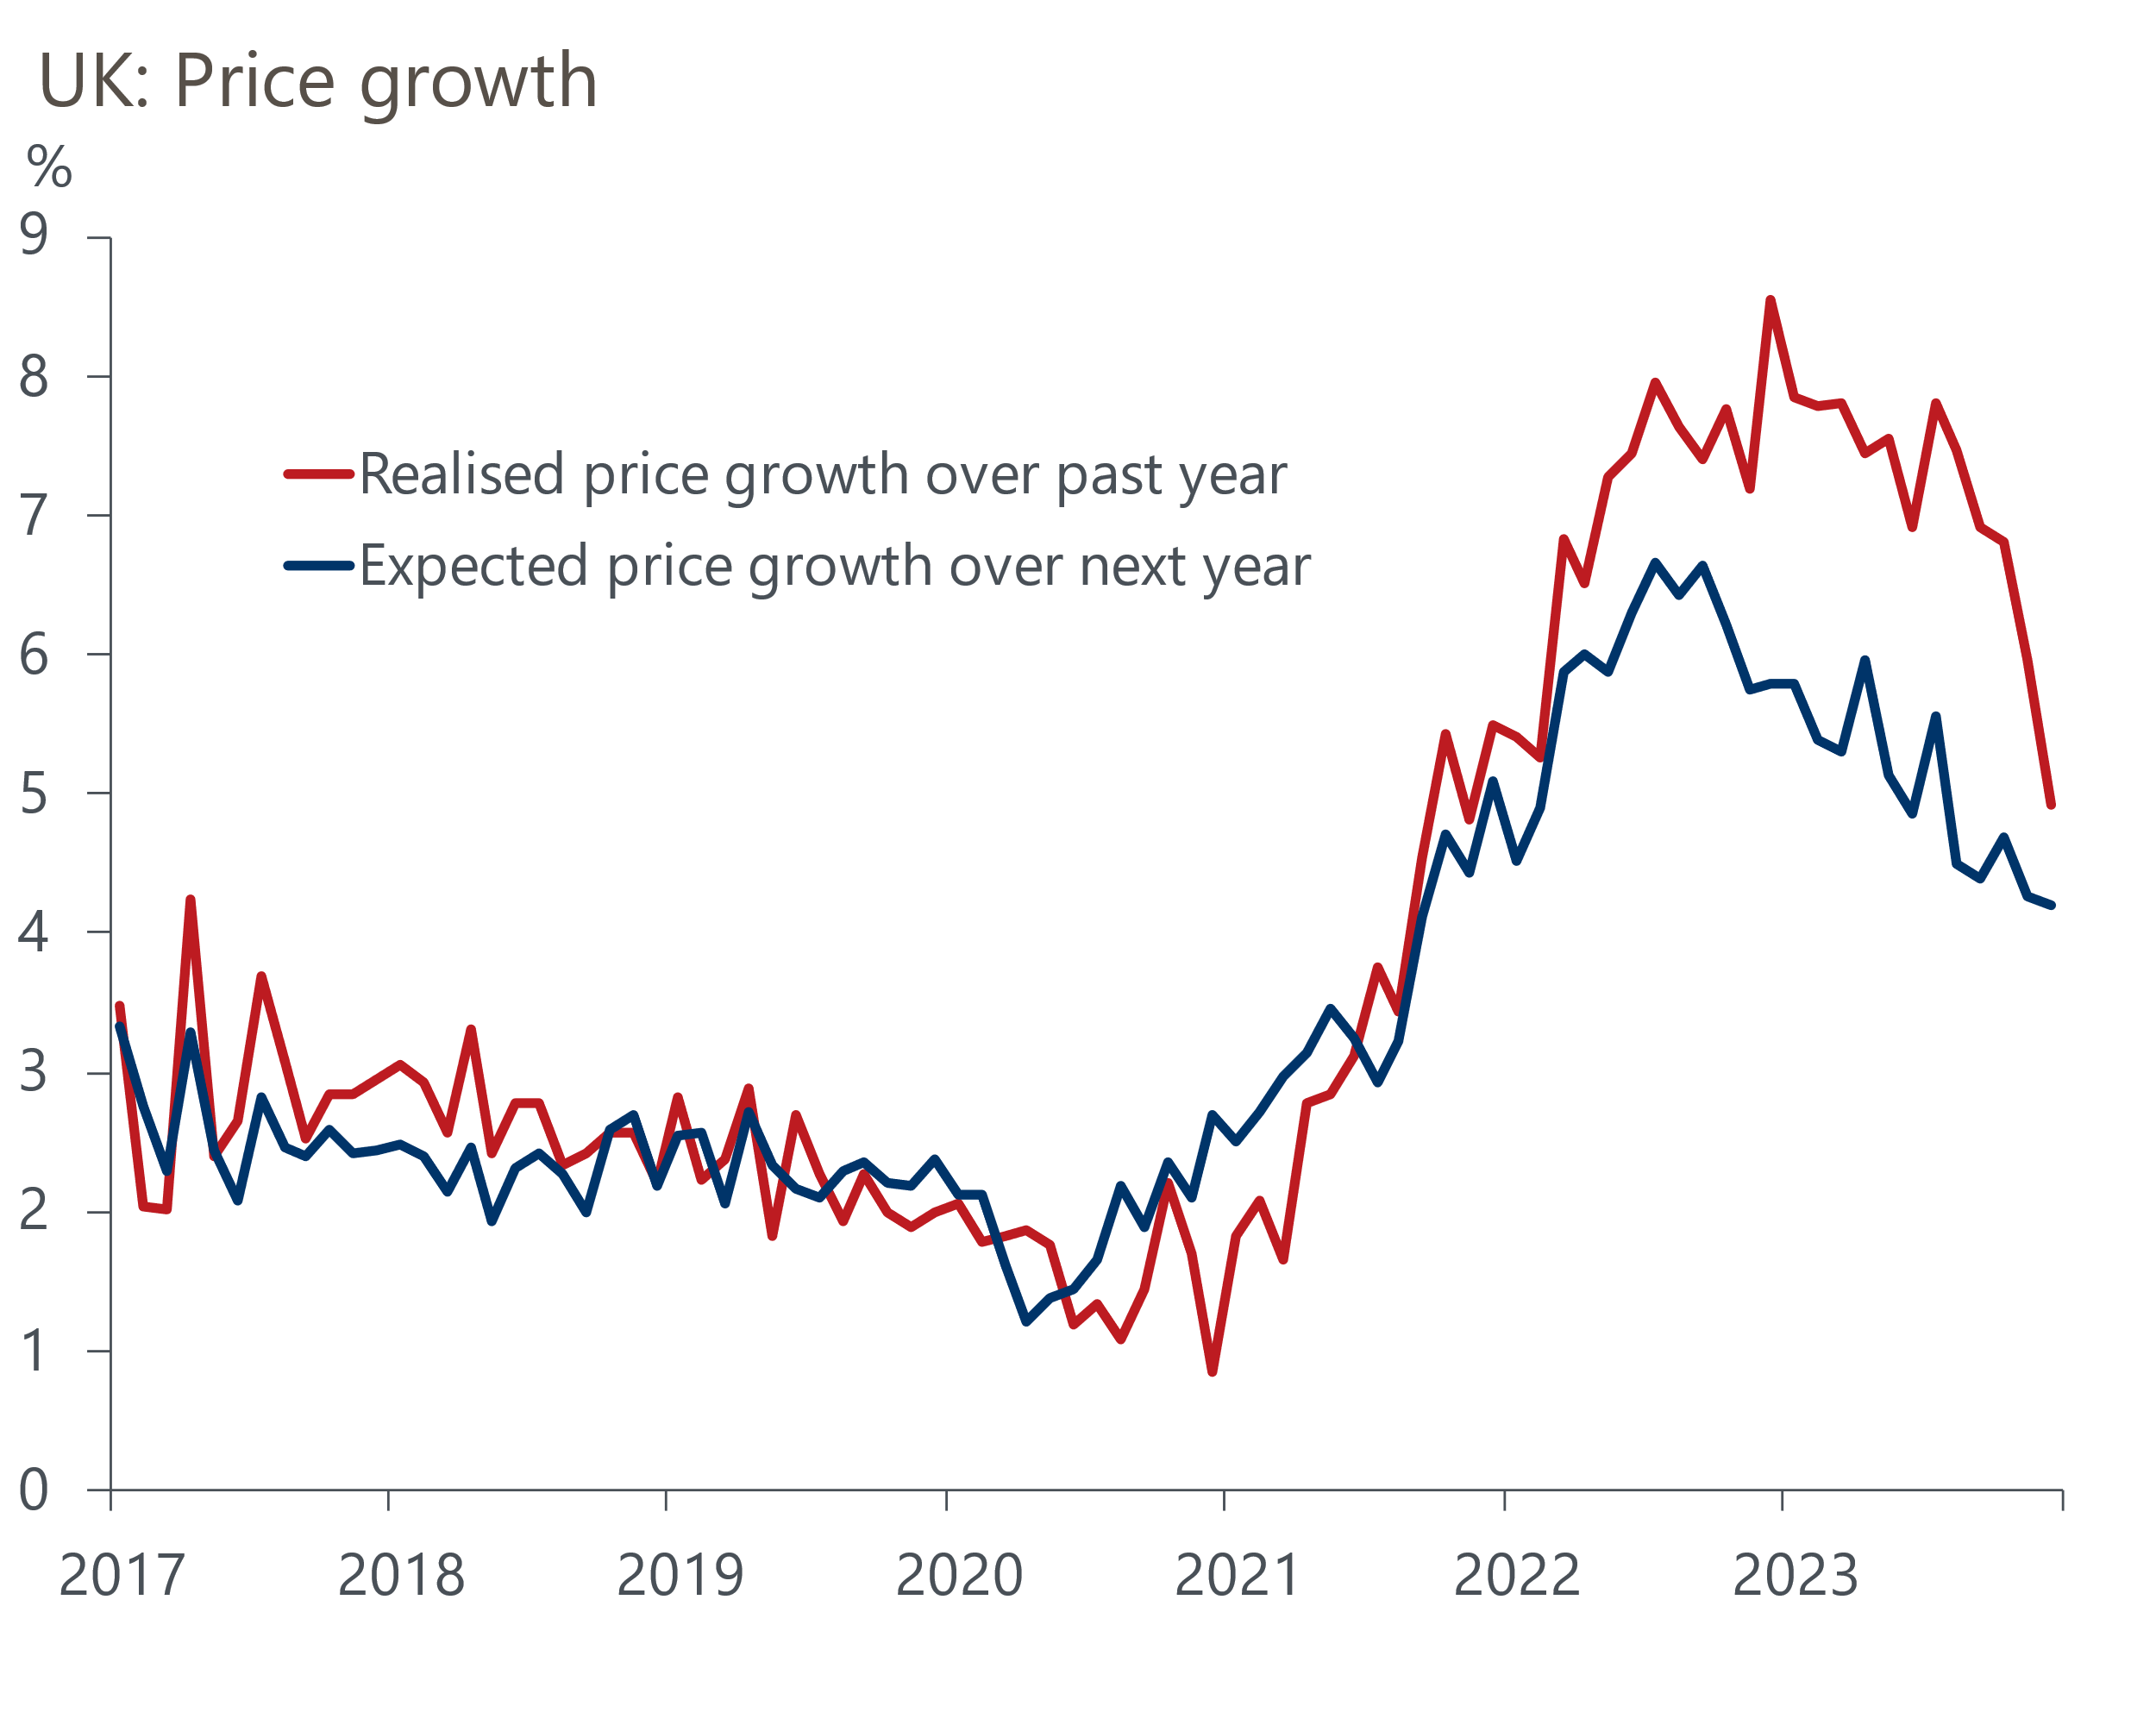 UK: Price growth
%
9
8
7
6
5
4
3
2
1
0
Realised price growth over past year
Expected price growth over next year
2017 2018 2019 2020 2021 2022 2023